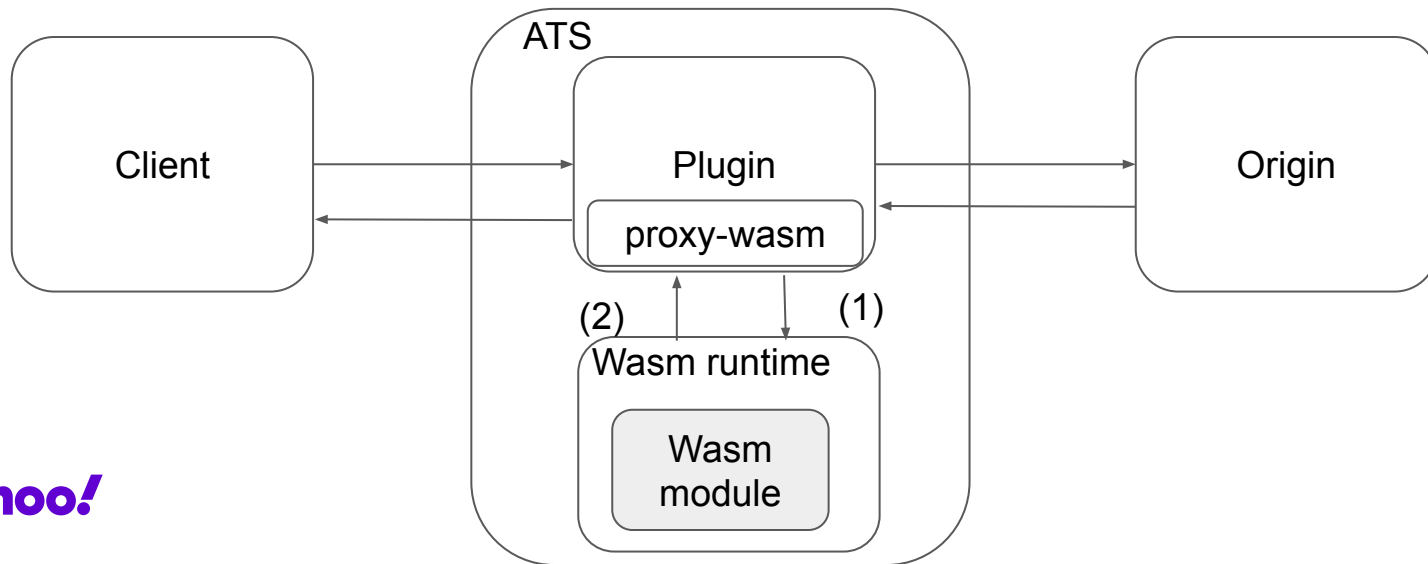 ATS
Client
Plugin
Origin
proxy-wasm
(2)
(1)
Wasm runtime
Wasm
module